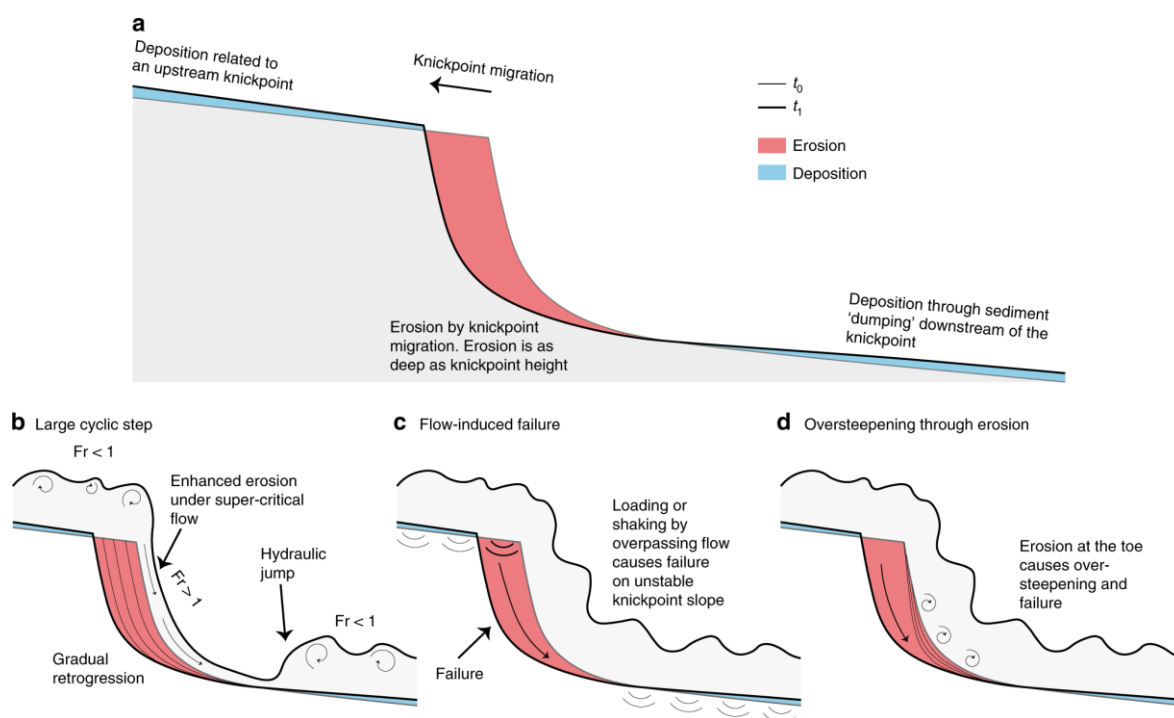 a
Deposition related to
an upstream knickpoint
Knickpoint migration
t0
t1
Erosion
Deposition
Erosion by knickpoint
migration. Erosion is as
deep as knickpoint height
Deposition through sediment
‘dumping’ downstream of the
knickpoint
b Large cyclic step
Fr < 1
Enhanced erosion
under super-critical
flow
Fr > 1
Hydraulic
jump
Fr < 1
Gradual
retrogression
c Flow-induced failure
Loading or
shaking by
overpassing flow
causes failure
on unstable
knickpoint slope
Failure
d Oversteepening through erosion
Erosion at the toe
causes over-
steepening and
failure